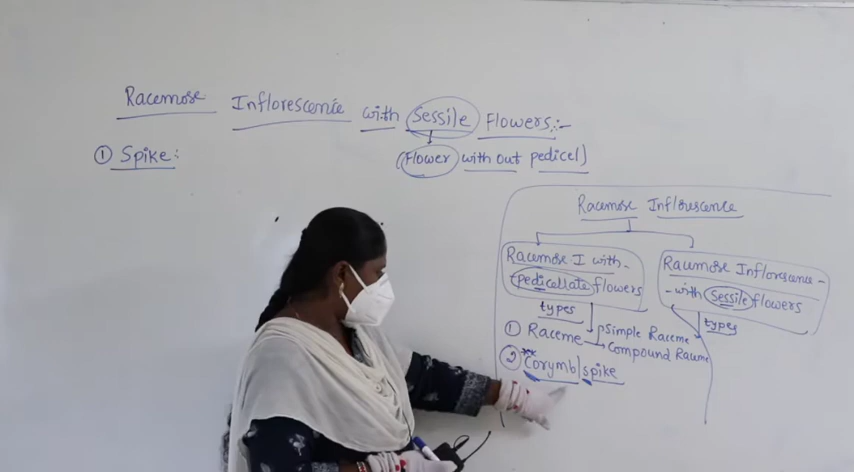 Racemose Inflorescence with Sessile Flowers:-
① Spike:
(Flower with out pedicel)
Racemose Inflorescence
Racemose I with-
pedicellate flowers
types
① Raceme
Simple Raceme
Compound Raceme
② **Corymb|spike
Racemose Inflorescence-
-with Sessile flowers
types